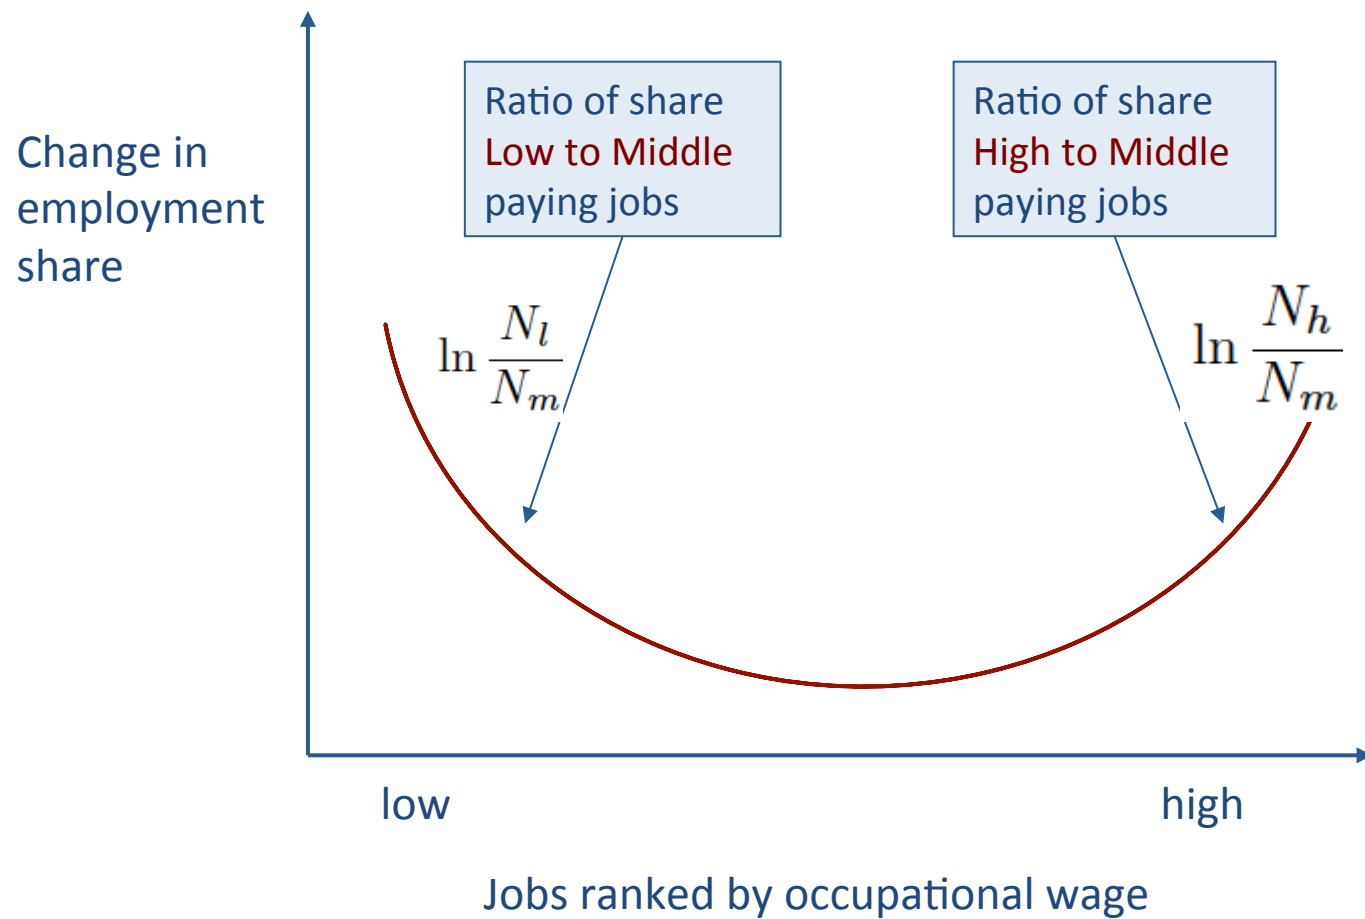 Change in
employment
share
Ratio of share
Low to Middle
paying jobs
Ratio of share
High to Middle
paying jobs
ln N_l/N_m
ln N_h/N_m
low
high
Jobs ranked by occupational wage